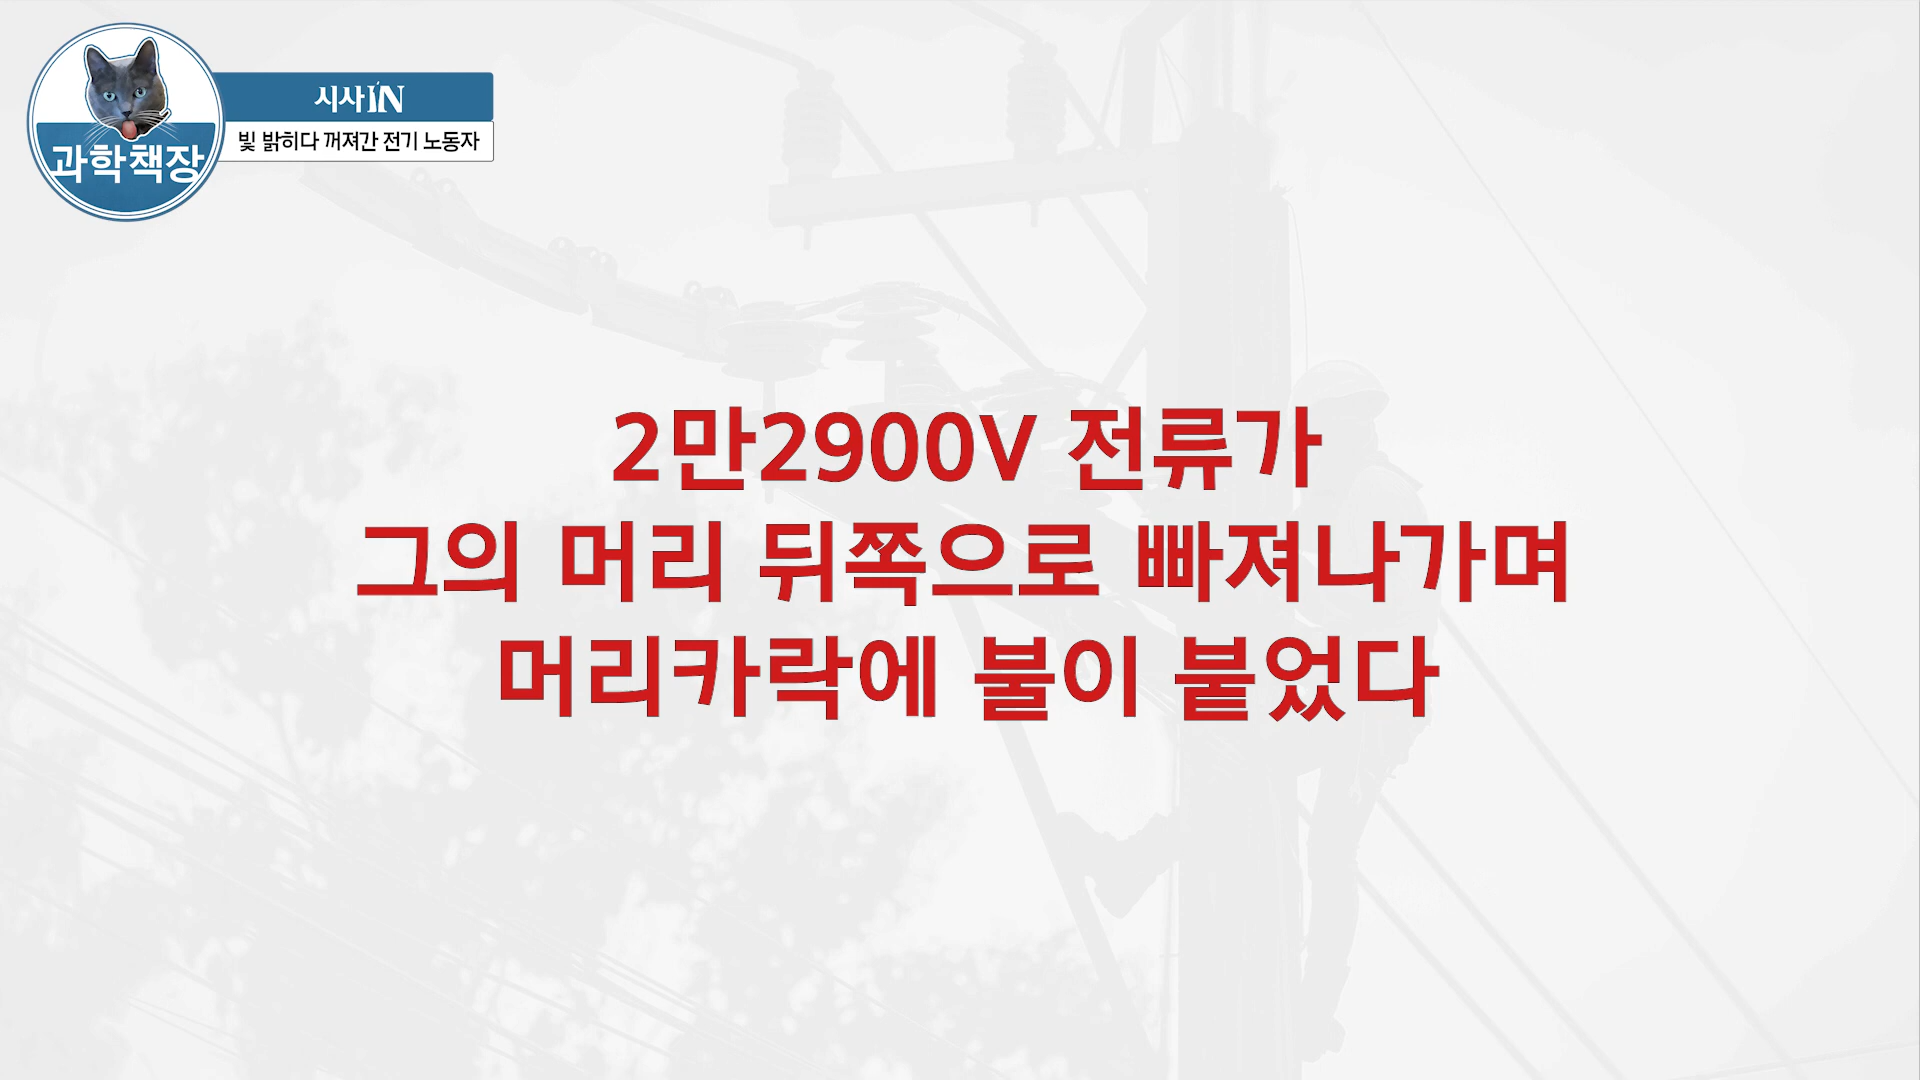 시사IN
빛 밝히다 꺼져간 전기 노동자
과학책장
2만2900V 전류가
그의 머리 뒤쪽으로 빠져나가며
머리카락에 불이 붙었다